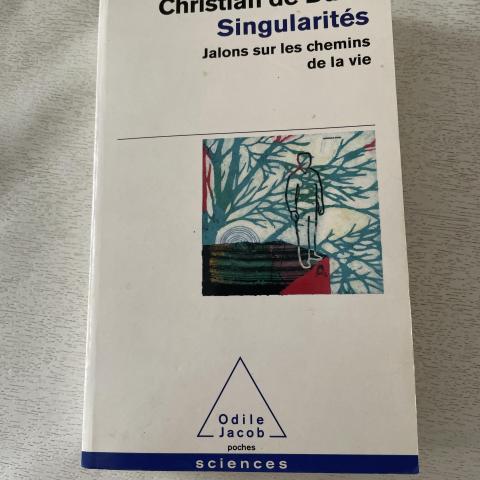 Christian de
Singularités
Jalons sur les chemins
de la vie
Odile
Jacob
poches
sciences